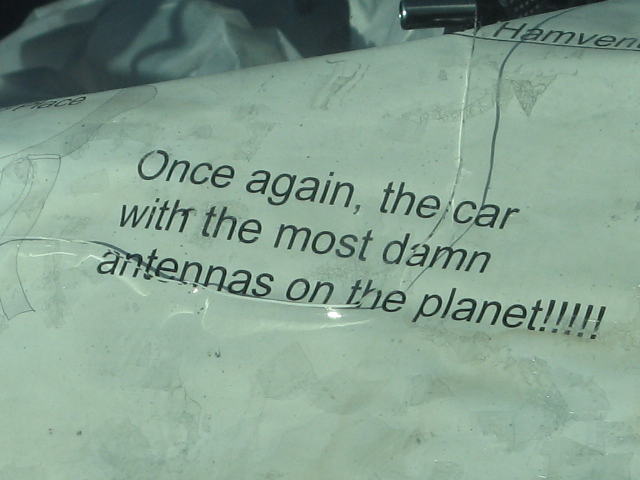 Hamven
Place
Once again, the car
with the most damn
antennas on the planet!!!!!